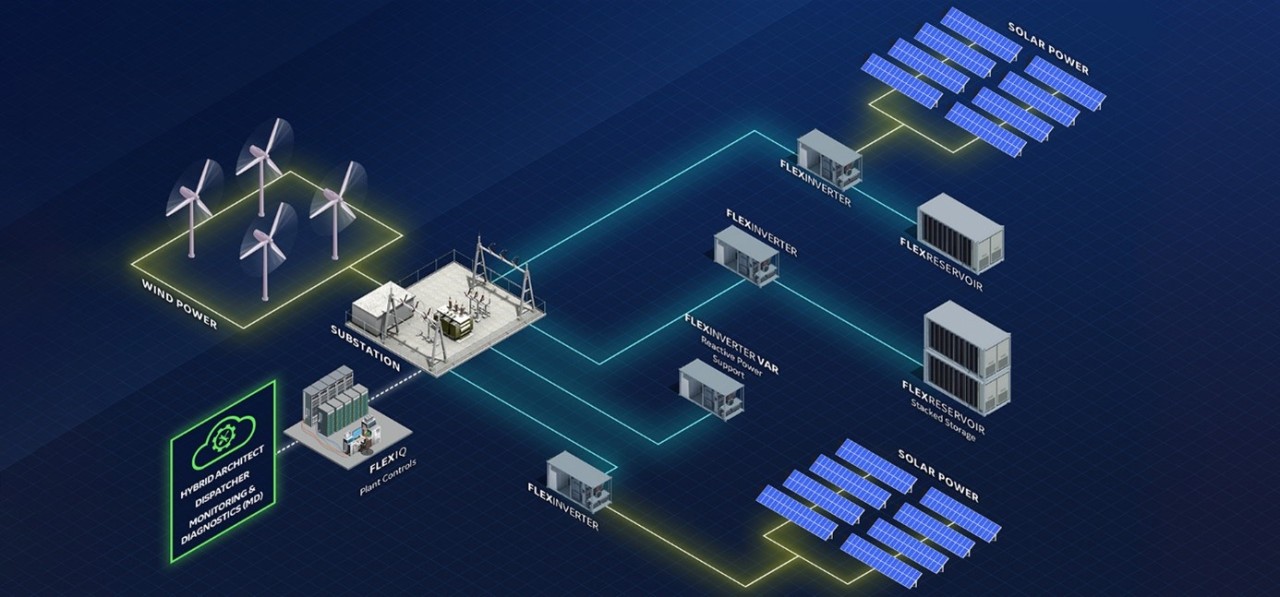 SOLAR POWER
FLEXINVERTER
FLEXRESERVOIR
FLEXINVERTER
WIND POWER
SUBSTATION
FLEXINVERTER VAR
Reactive Power
Support
FLEXRESERVOIR
Stacked Storage
HYBRID ARCHITECT
DISPATCHER
MONITORING &
DIAGNOSTICS (MD)
FLEXIQ
Plant Controls
FLEXINVERTER
SOLAR POWER